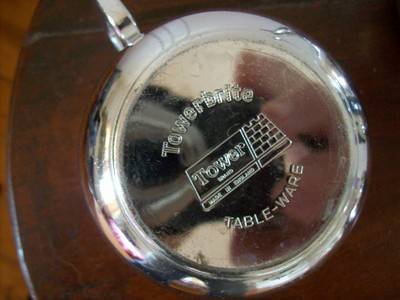 Towerbrite
Tower
MADE IN ENGLAND
TABLE-WARE